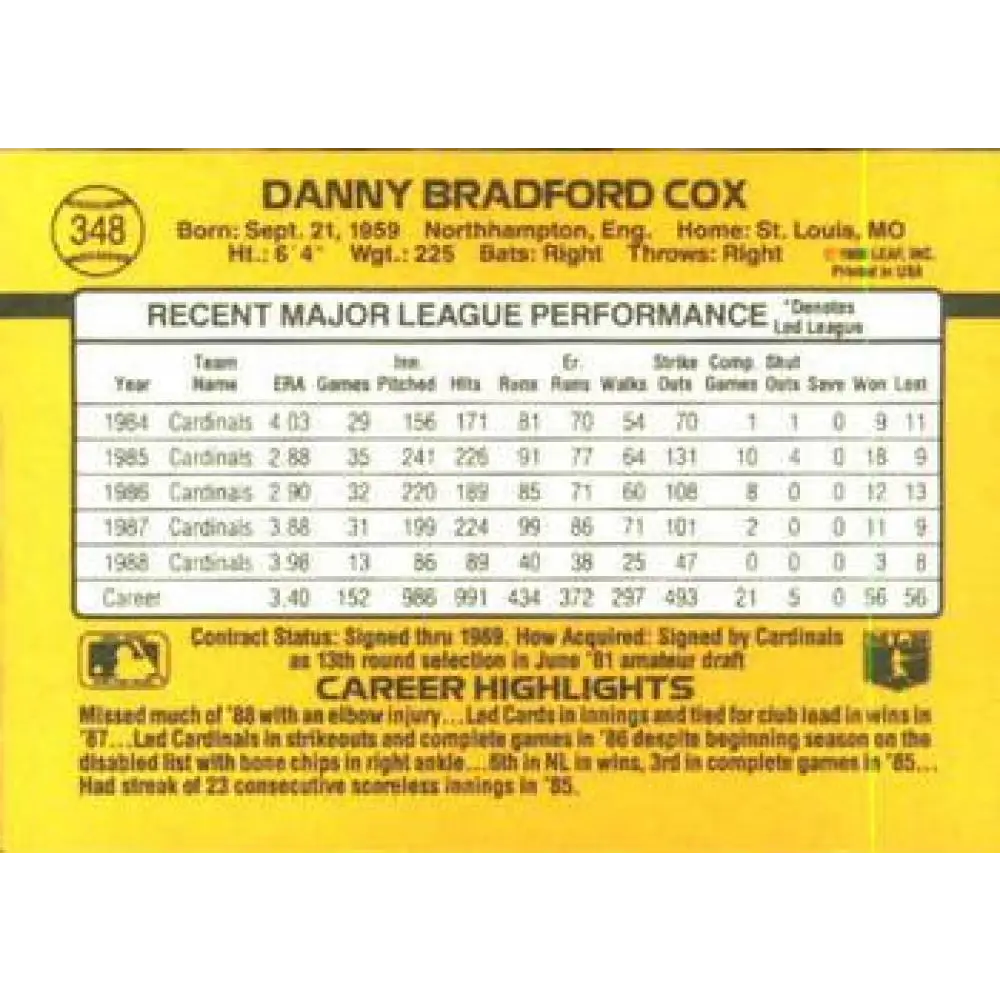 348
DANNY BRADFORD COX
Born: Sept. 21, 1959 Northhampton, Eng. Home: St. Louis, MO
Ht.: 6' 4" Wgt.: 225 Bats: Right Throws: Right
LEAF, INC.
Printed in USA
RECENT MAJOR LEAGUE PERFORMANCE
*Denotes
Led League
Team Inn. Er. Strike Comp. Shut
Year Name ERA Games Pitched Hits Runs Runs Walks Outs Games Outs Save Won Lost
1984 Cardinals 4.03 29 156 171 81 70 54 70 1 1 0 9 11
1985 Cardinals 2.88 35 241 226 91 77 64 131 10 4 0 18 9
1986 Cardinals 2.90 32 220 189 85 71 60 108 8 0 0 12 13
1987 Cardinals 3.88 31 199 224 99 86 71 101 2 0 0 11 9
1988 Cardinals 3.98 13 86 89 40 38 25 47 0 0 0 3 8
Career 3.40 152 986 991 434 372 297 493 21 5 0 56 56
Contract Status: Signed thru 1989. How Acquired: Signed by Cardinals
as 13th round selection in June '81 amateur draft
CAREER HIGHLIGHTS
Missed much of '88 with an elbow injury...Led Cards in innings and tied for club lead in wins in
'87...Led Cardinals in strikeouts and complete games in '86 despite beginning season on the
disabled list with bone chips in right ankle...6th in NL in wins, 3rd in complete games in '85...
Had streak of 23 consecutive scoreless innings in '85.